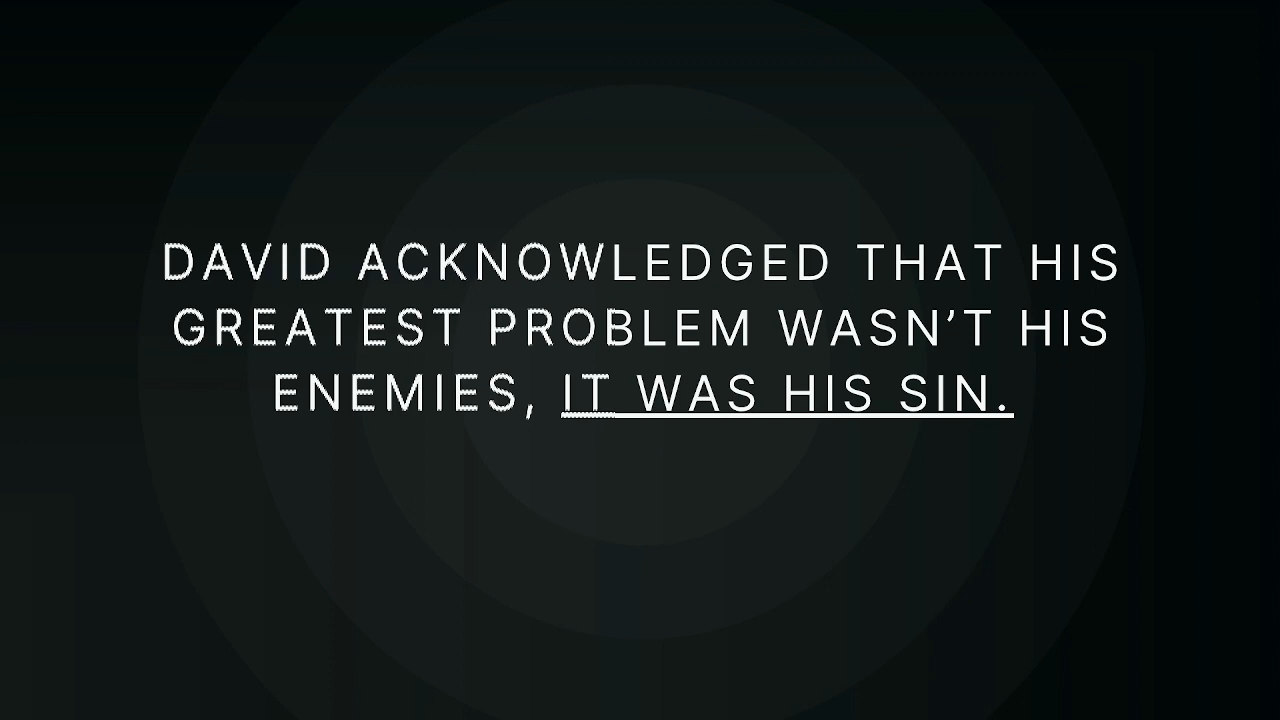 DAVID ACKNOWLEDGED THAT HIS
GREATEST PROBLEM WASN’T HIS
ENEMIES, IT WAS HIS SIN.